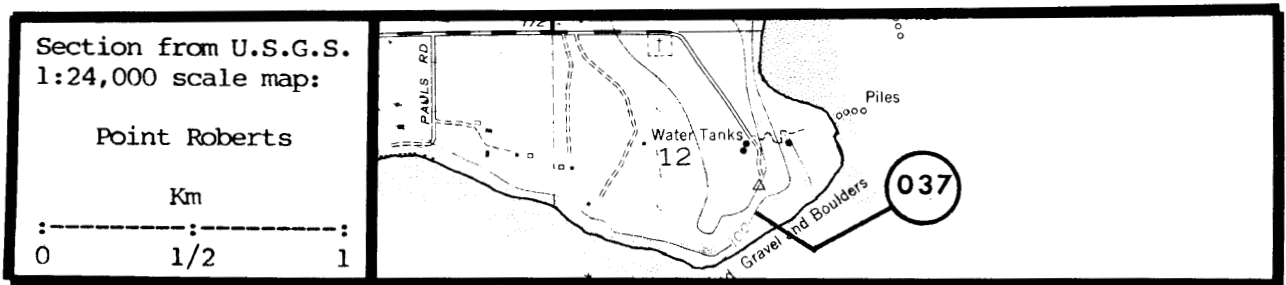 Section from U.S.G.S.
1:24,000 scale map:
Point Roberts
Km
0 1/2 1
PAULS RD
Piles
Water Tanks
12
037
Gravel and Boulders